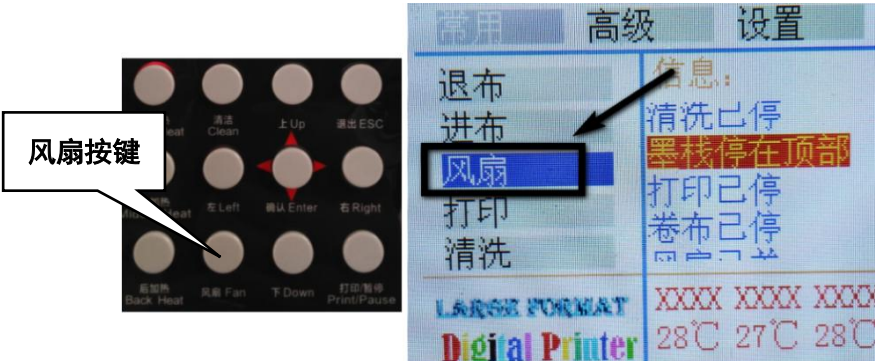 风扇按键
清洁
Clean
上 Up
退出 ESC
左 Left
确认 Enter
右 Right
后加热
Back Heat
风扇 Fan
下 Down
打印/暂停
Print/Pause
常用 高级 设置
退布
进布
风扇
打印
清洗
信息:
清洗已停
墨栈停在顶部
打印已停
卷布已停
LARGE FORMAT
Digital Printer
XXXX XXXX XXXX
28℃ 27℃ 28℃